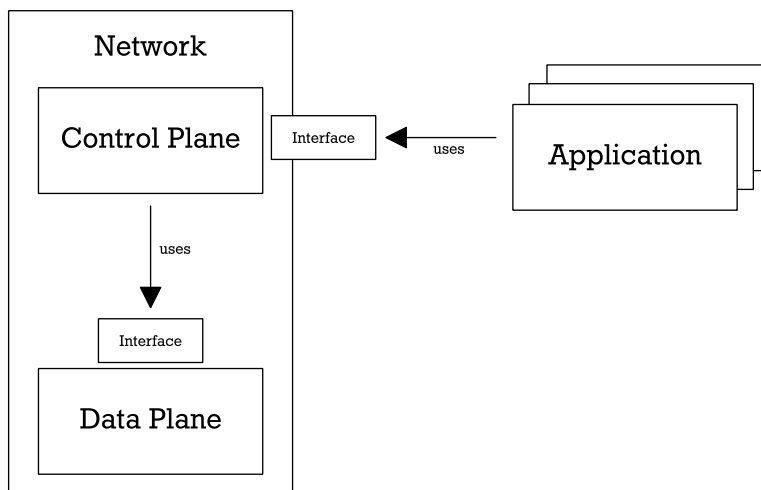 Network
Control Plane
Interface
uses
Application
uses
Interface
Data Plane